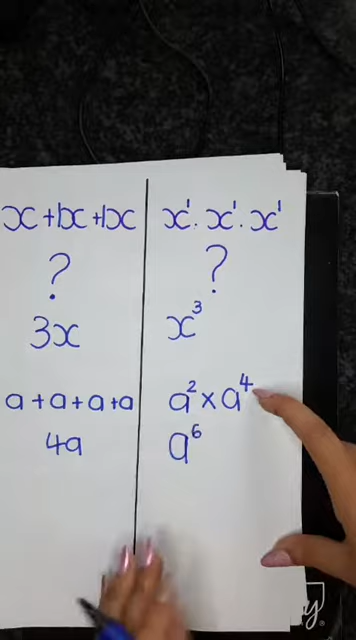 x + 1x + 1x
?
3x
a + a + a + a
4a
x¹ · x¹ · x¹
?
x³
a² × a⁴
a⁶